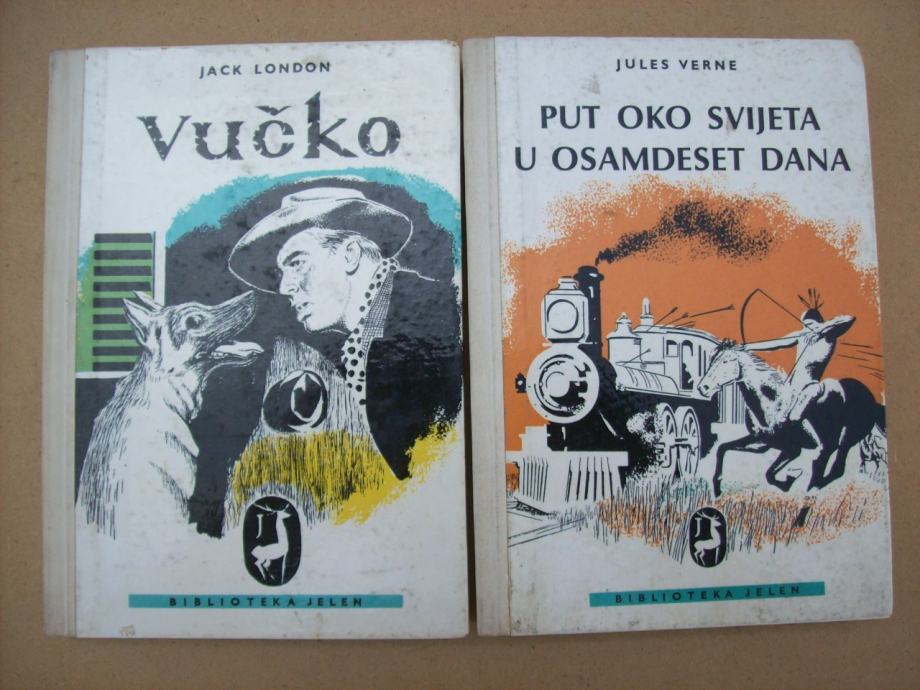 JACK LONDON
Vučko
BIBLIOTEKA JELEN
JULES VERNE
PUT OKO SVIJETA
U OSAMDESET DANA
BIBLIOTEKA JELEN